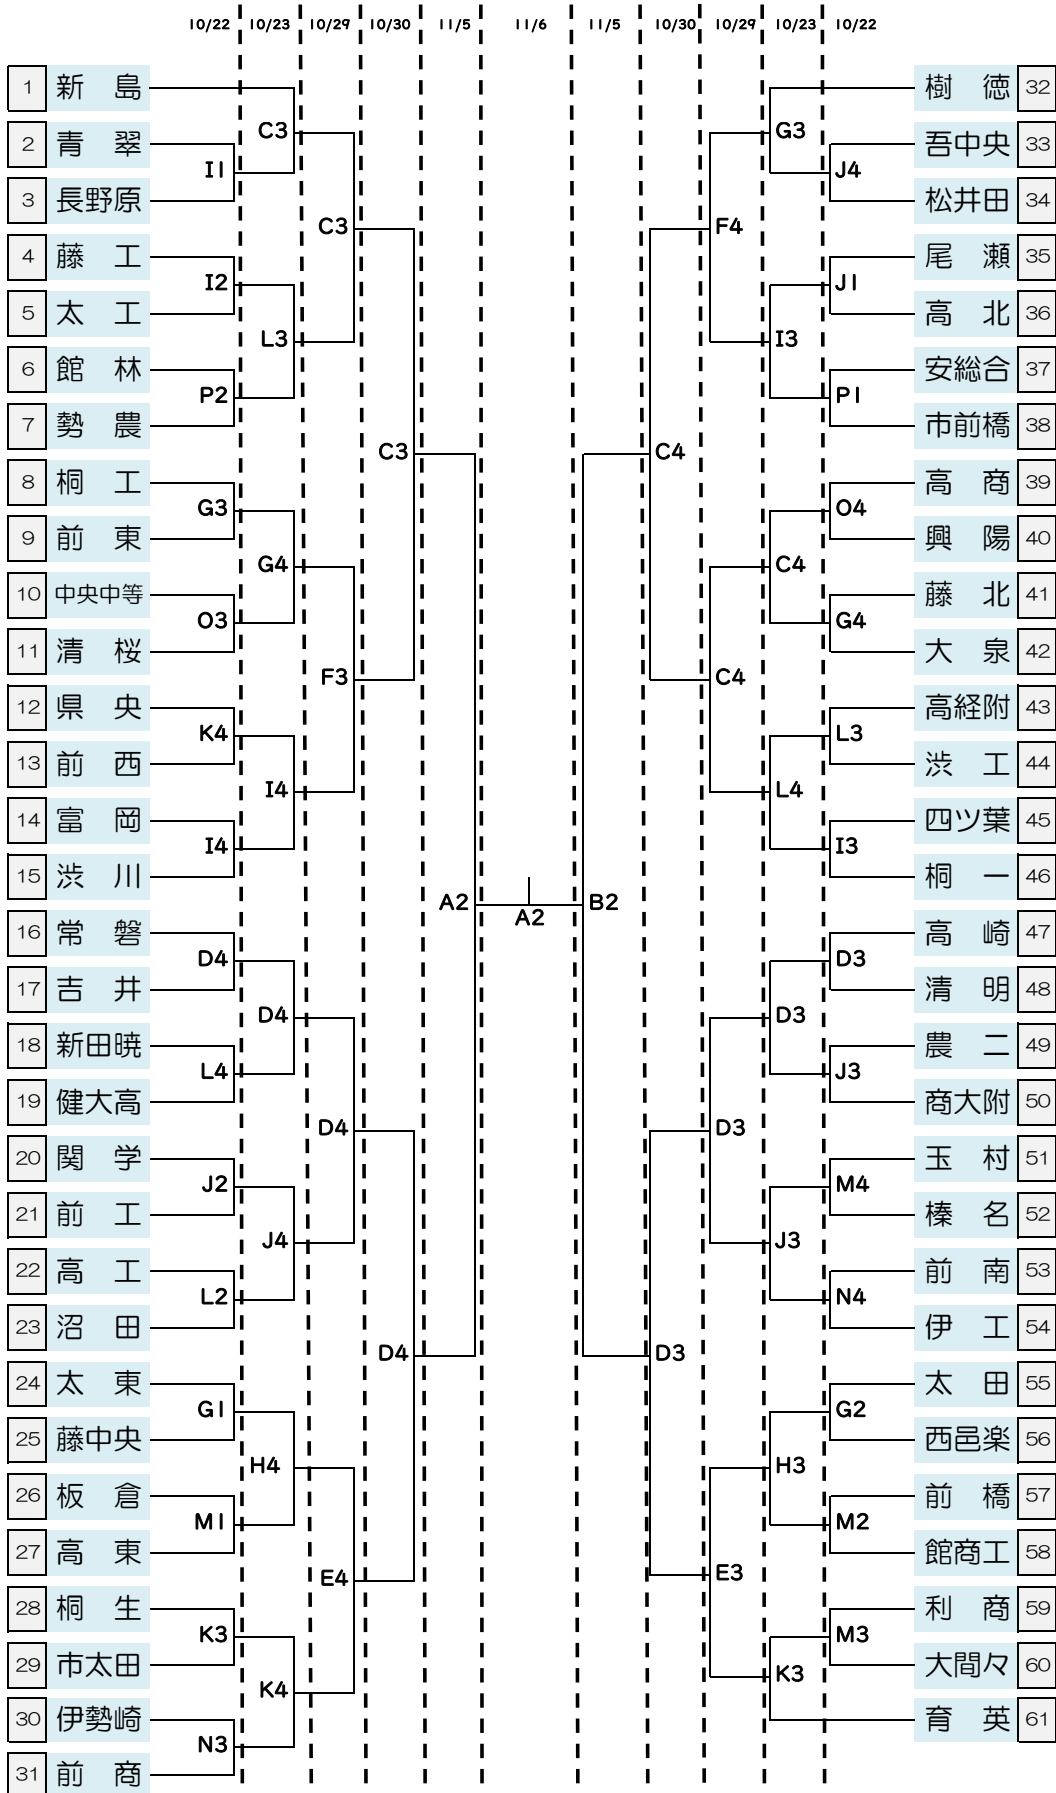 10/22 10/23 10/29 10/30 11/5 11/6 11/5 10/30 10/29 10/23 10/22
1 新島 樹徳 32
C3 G3
2 青翠 吾中央 33
I1 J4
3 長野原 松井田 34
C3 F4
4 藤工 尾瀬 35
I2 J1
5 太工 高北 36
L3 I3
6 館林 安総合 37
P2 P1
7 勢農 市前橋 38
C3 C4
8 桐工 高商 39
G3 O4
9 前東 興陽 40
G4 C4
10 中央中等 藤北 41
O3 G4
11 清桜 大泉 42
F3 C4
12 県央 高経附 43
K4 L3
13 前西 渋工 44
I4 L4
14 富岡 四ツ葉 45
I4 I3
15 渋川 桐一 46
A2 A2 B2
16 常磐 高崎 47
D4 D3
17 吉井 清明 48
D4 D3
18 新田暁 農二 49
L4 J3
19 健大高 商大附 50
D4 D3
20 関学 玉村 51
J2 M4
21 前工 榛名 52
J4 J3
22 高工 前南 53
L2 N4
23 沼田 伊工 54
D4 D3
24 太東 太田 55
G1 G2
25 藤中央 西邑楽 56
H4 H3
26 板倉 前橋 57
M1 M2
27 高東 館商工 58
E4 E3
28 桐生 利商 59
K3 M3
29 市太田 大間々 60
K4 K3
30 伊勢崎 育英 61
N3
31 前商